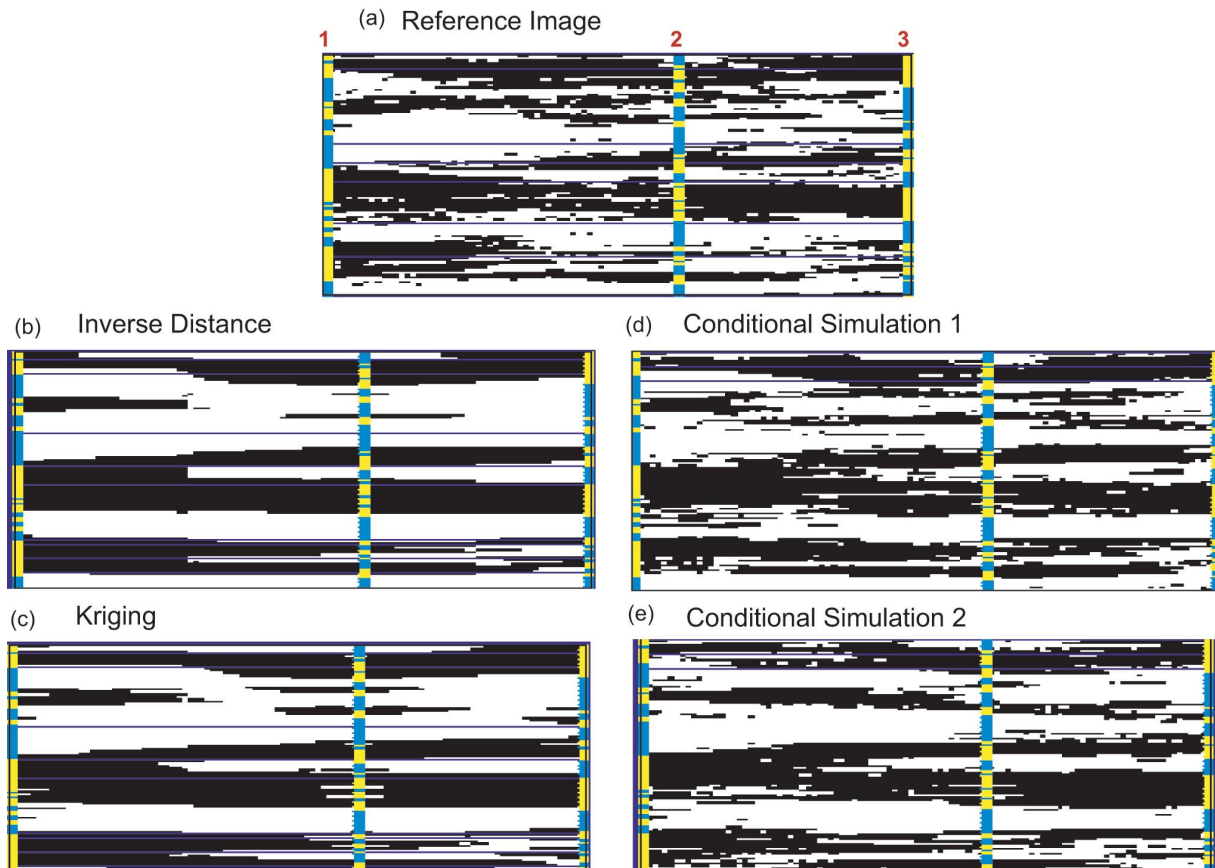 (a) Reference Image
1 2 3
(b) Inverse Distance
(d) Conditional Simulation 1
(c) Kriging
(e) Conditional Simulation 2